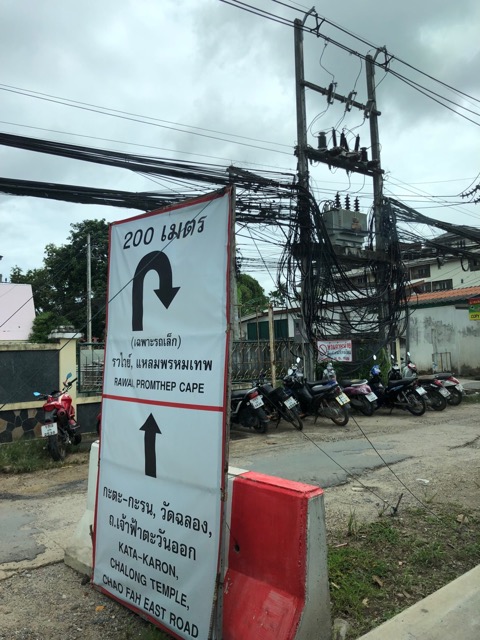 200 เมตร
(เฉพาะรถเล็ก)
ราไวย์, แหลมพรหมเทพ
RAWAI, PROMTHEP CAPE
กะตะ-กะรน, วัดฉลอง,
ถ.เจ้าฟ้าตะวันออก
KATA-KARON,
CHALONG TEMPLE,
CHAO FAH EAST ROAD